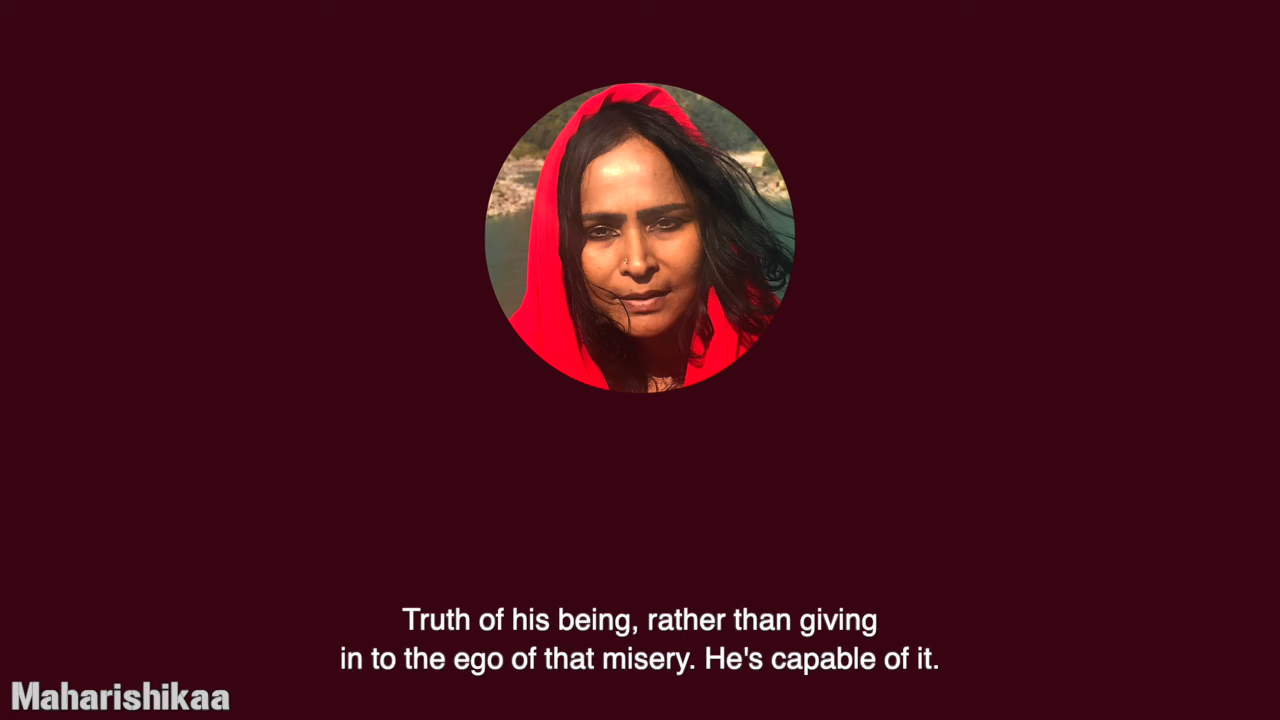 Truth of his being, rather than giving
in to the ego of that misery. He's capable of it.
Maharishikaa